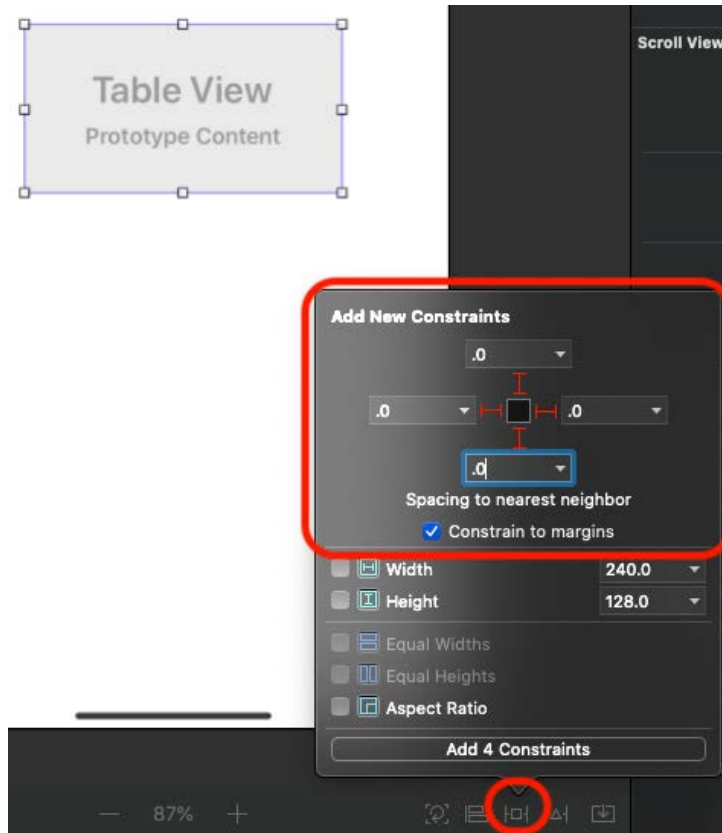 Table View
Prototype Content
Scroll View
Add New Constraints
.0
.0 .0
.0
Spacing to nearest neighbor
Constrain to margins
Width 240.0
Height 128.0
Equal Widths
Equal Heights
Aspect Ratio
Add 4 Constraints
87%